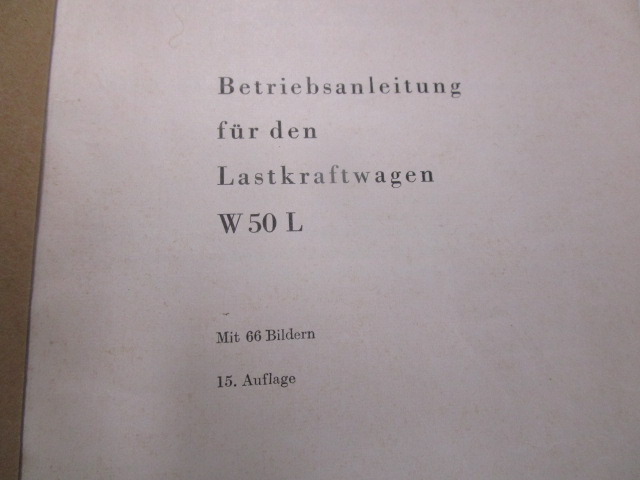 Betriebsanleitung
für den
Lastkraftwagen
W 50 L
Mit 66 Bildern
15. Auflage